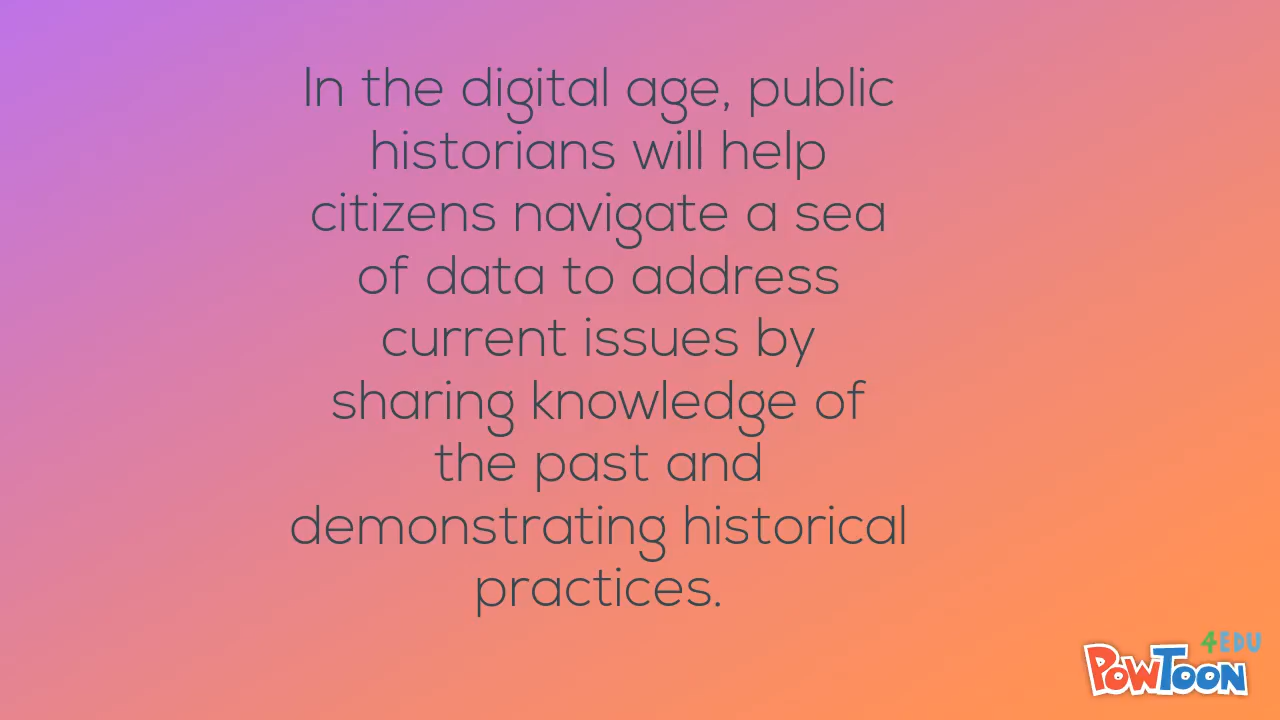 In the digital age, public
historians will help
citizens navigate a sea
of data to address
current issues by
sharing knowledge of
the past and
demonstrating historical
practices.
4EDU
POWTOON